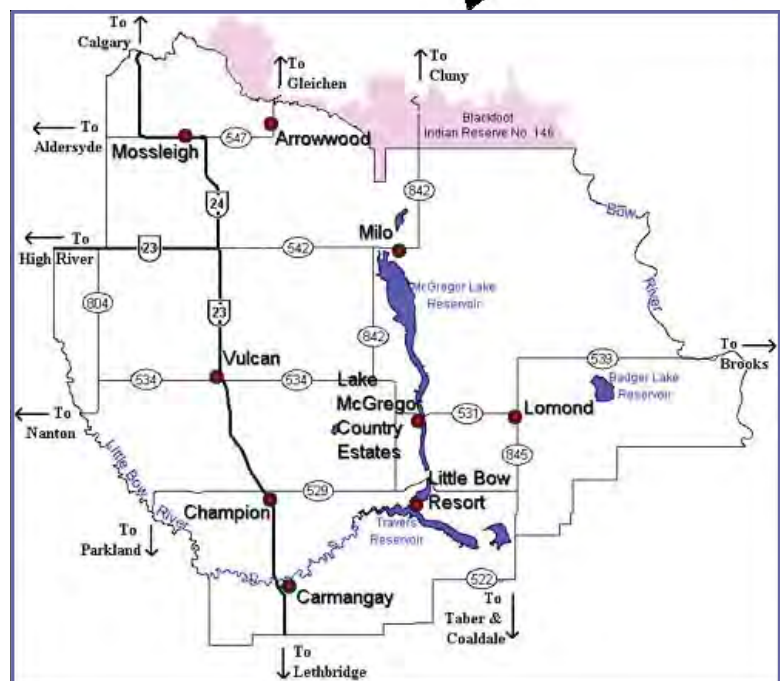 To
Calgary
To
Gleichen
To
Cluny
Blackfoot
Indian Reserve No. 146
To
Aldersyde
Mossleigh
547
Arrowwood
842
24
Bow
River
Milo
To
High River
23
542
McGregor Lake
Reservoir
804
23
842
Vulcan
To
Brooks
539
534
534
Lake
McGregor
Country
Estates
Badger Lake
Reservoir
531
Lomond
To
Nanton
845
Little Bow
River
Little Bow
Resort
529
Champion
Travers
Reservoir
To
Parkland
522
Carmangay
To
Taber &
Coaldale
To
Lethbridge